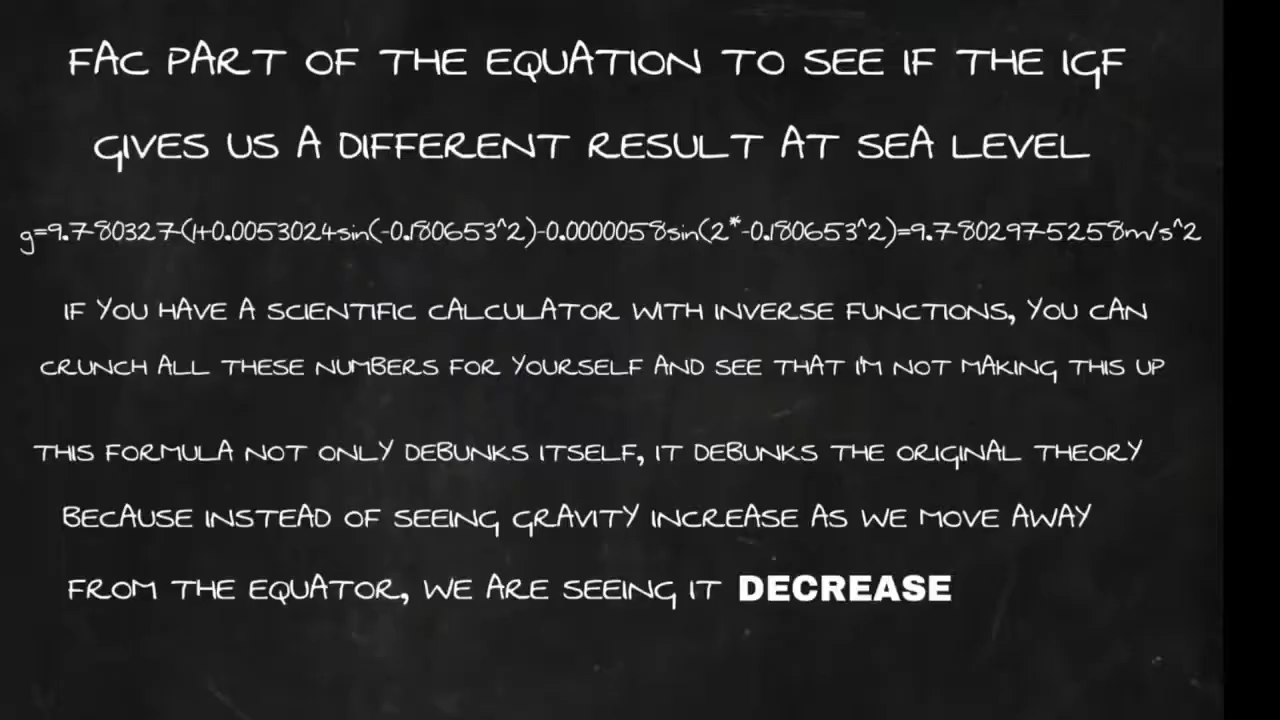 FAC PART OF THE EQUATION TO SEE IF THE IGF
GIVES US A DIFFERENT RESULT AT SEA LEVEL
g=9.780327(1+0.0053024sin(-0.180653^2)-0.0000058sin(2*-0.180653^2)=9.7802975258m/s^2
IF YOU HAVE A SCIENTIFIC CALCULATOR WITH INVERSE FUNCTIONS, YOU CAN
CRUNCH ALL THESE NUMBERS FOR YOURSELF AND SEE THAT I'M NOT MAKING THIS UP
THIS FORMULA NOT ONLY DEBUNKS ITSELF, IT DEBUNKS THE ORIGINAL THEORY
BECAUSE INSTEAD OF SEEING GRAVITY INCREASE AS WE MOVE AWAY
FROM THE EQUATOR, WE ARE SEEING IT DECREASE